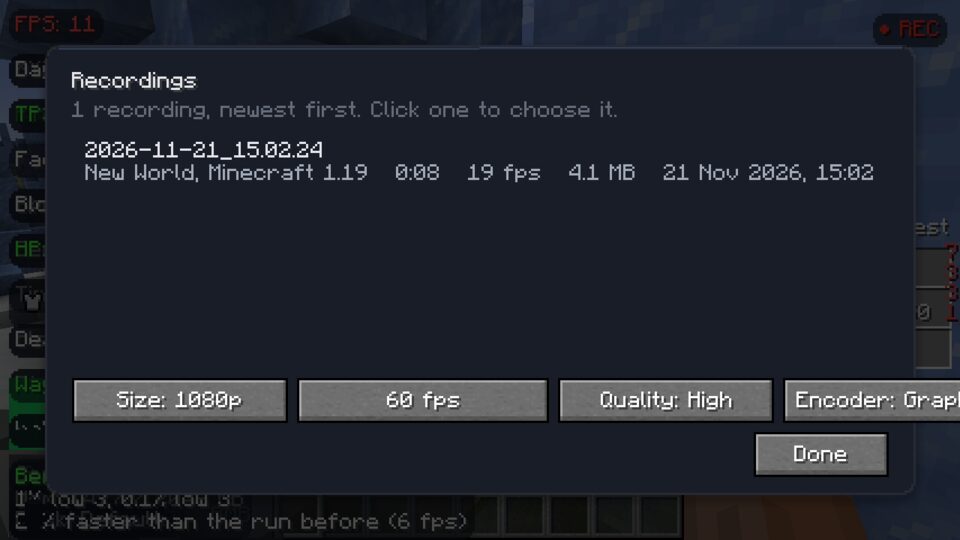 FPS: 11
REC
Recordings
1 recording, newest first. Click one to choose it.
2026-11-21_15.02.24
New World, Minecraft 1.19 0:08 19 fps 4.1 MB 21 Nov 2026, 15:02
Size: 1080p
60 fps
Quality: High
Encoder: Grap
Done
faster than the run before (6 fps)